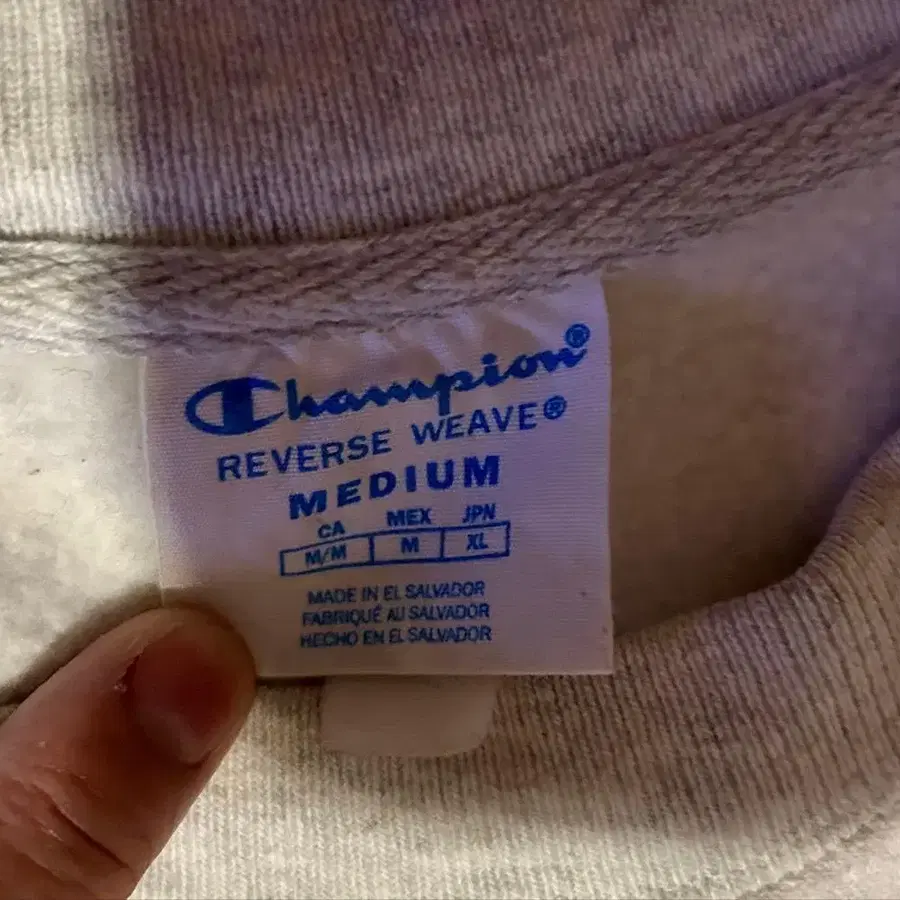 Champion®
REVERSE WEAVE®
MEDIUM
CA MEX JPN
M/M M XL
MADE IN EL SALVADOR
FABRIQUÉ AU SALVADOR
HECHO EN EL SALVADOR